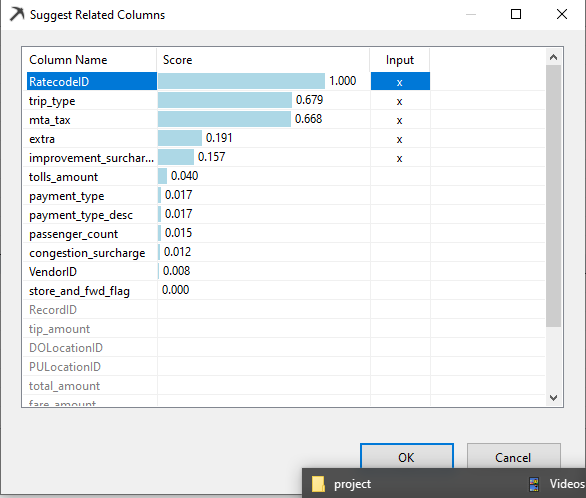 Suggest Related Columns
Column Name Score Input
RatecodeID 1.000 x
trip_type 0.679 x
mta_tax 0.668 x
extra 0.191 x
improvement_surchar... 0.157 x
tolls_amount 0.040
payment_type 0.017
payment_type_desc 0.017
passenger_count 0.015
congestion_surcharge 0.012
VendorID 0.008
store_and_fwd_flag 0.000
RecordID
tip_amount
DOLocationID
PULocationID
total_amount
fare_amount
OK Cancel
project Videos